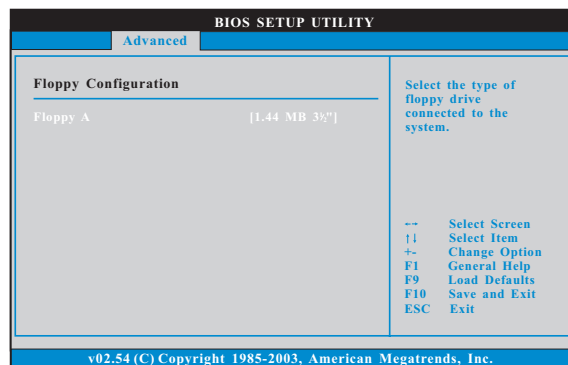 BIOS SETUP UTILITY
Advanced
Floppy Configuration
Floppy A [1.44 MB 3½"]
Select the type of
floppy drive
connected to the
system.
←→ Select Screen
↑↓ Select Item
+- Change Option
F1 General Help
F9 Load Defaults
F10 Save and Exit
ESC Exit
v02.54 (C) Copyright 1985-2003, American Megatrends, Inc.